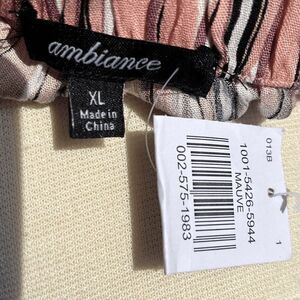 ambiance
XL
Made in
China
013B
1001-5426-5944
MAUVE
002-575-1983
1